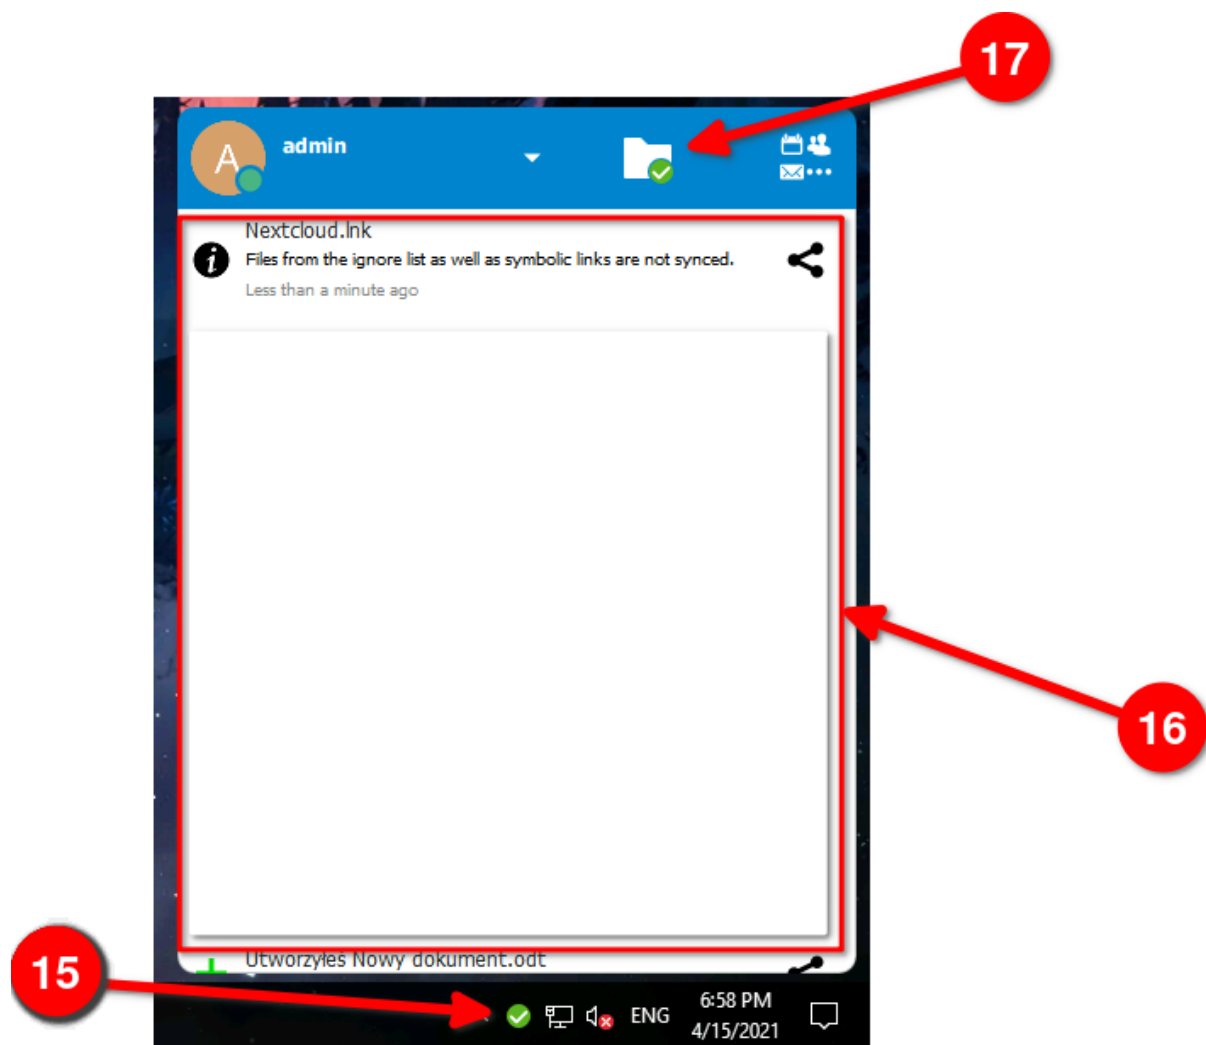 17
A
admin
Nextcloud.lnk
Files from the ignore list as well as symbolic links are not synced.
Less than a minute ago
16
Utworzyłeś Nowy dokument.odt
15
ENG
6:58 PM
4/15/2021